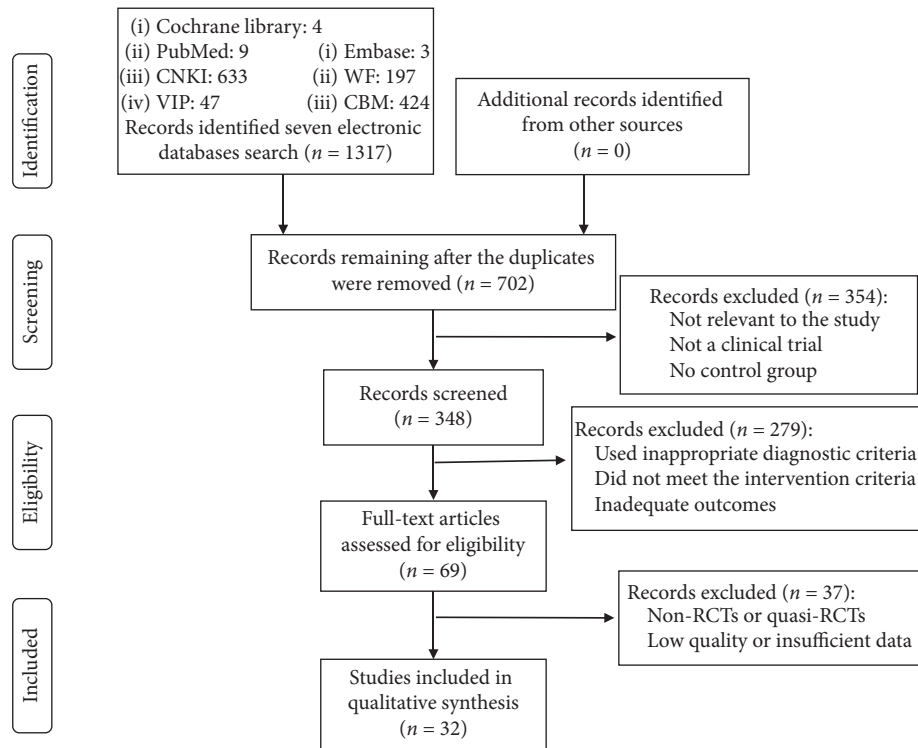 Identification
(i) Cochrane library: 4
(ii) PubMed: 9 (i) Embase: 3
(iii) CNKI: 633 (ii) WF: 197
(iv) VIP: 47 (iii) CBM: 424
Records identified seven electronic
databases search (n = 1317)
Additional records identified
from other sources
(n = 0)
Screening
Records remaining after the duplicates
were removed (n = 702)
Records excluded (n = 354):
Not relevant to the study
Not a clinical trial
No control group
Records screened
(n = 348)
Eligibility
Records excluded (n = 279):
Used inappropriate diagnostic criteria
Did not meet the intervention criteria
Inadequate outcomes
Full-text articles
assessed for eligibility
(n = 69)
Included
Records excluded (n = 37):
Non-RCTs or quasi-RCTs
Low quality or insufficient data
Studies included in
qualitative synthesis
(n = 32)